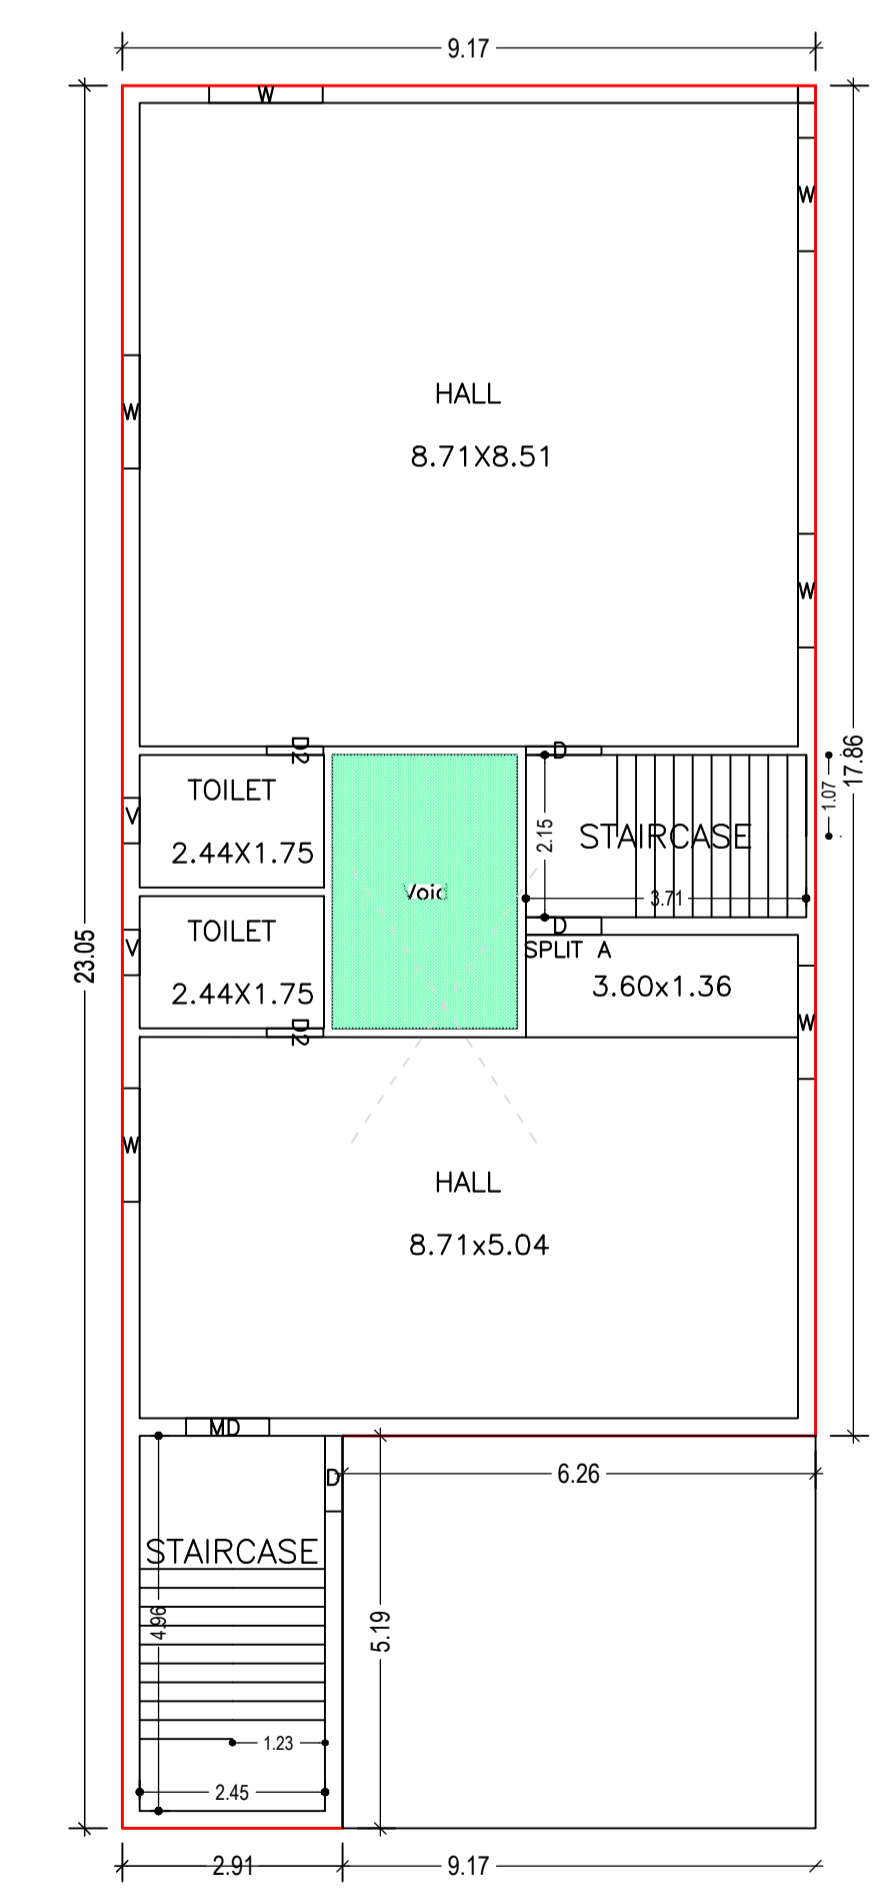 9.17
W
W
W
HALL
8.71X8.51
W
D2
D
17.86
1.07
TOILET
2.44X1.75
V
2.15
STAIRCASE
Void
3.71
D
TOILET
2.44X1.75
V
SPLIT A
3.60x1.36
23.05
D2
W
W
HALL
8.71x5.04
MD
D
6.26
STAIRCASE
4.96
5.19
1.23
2.45
2.91
9.17